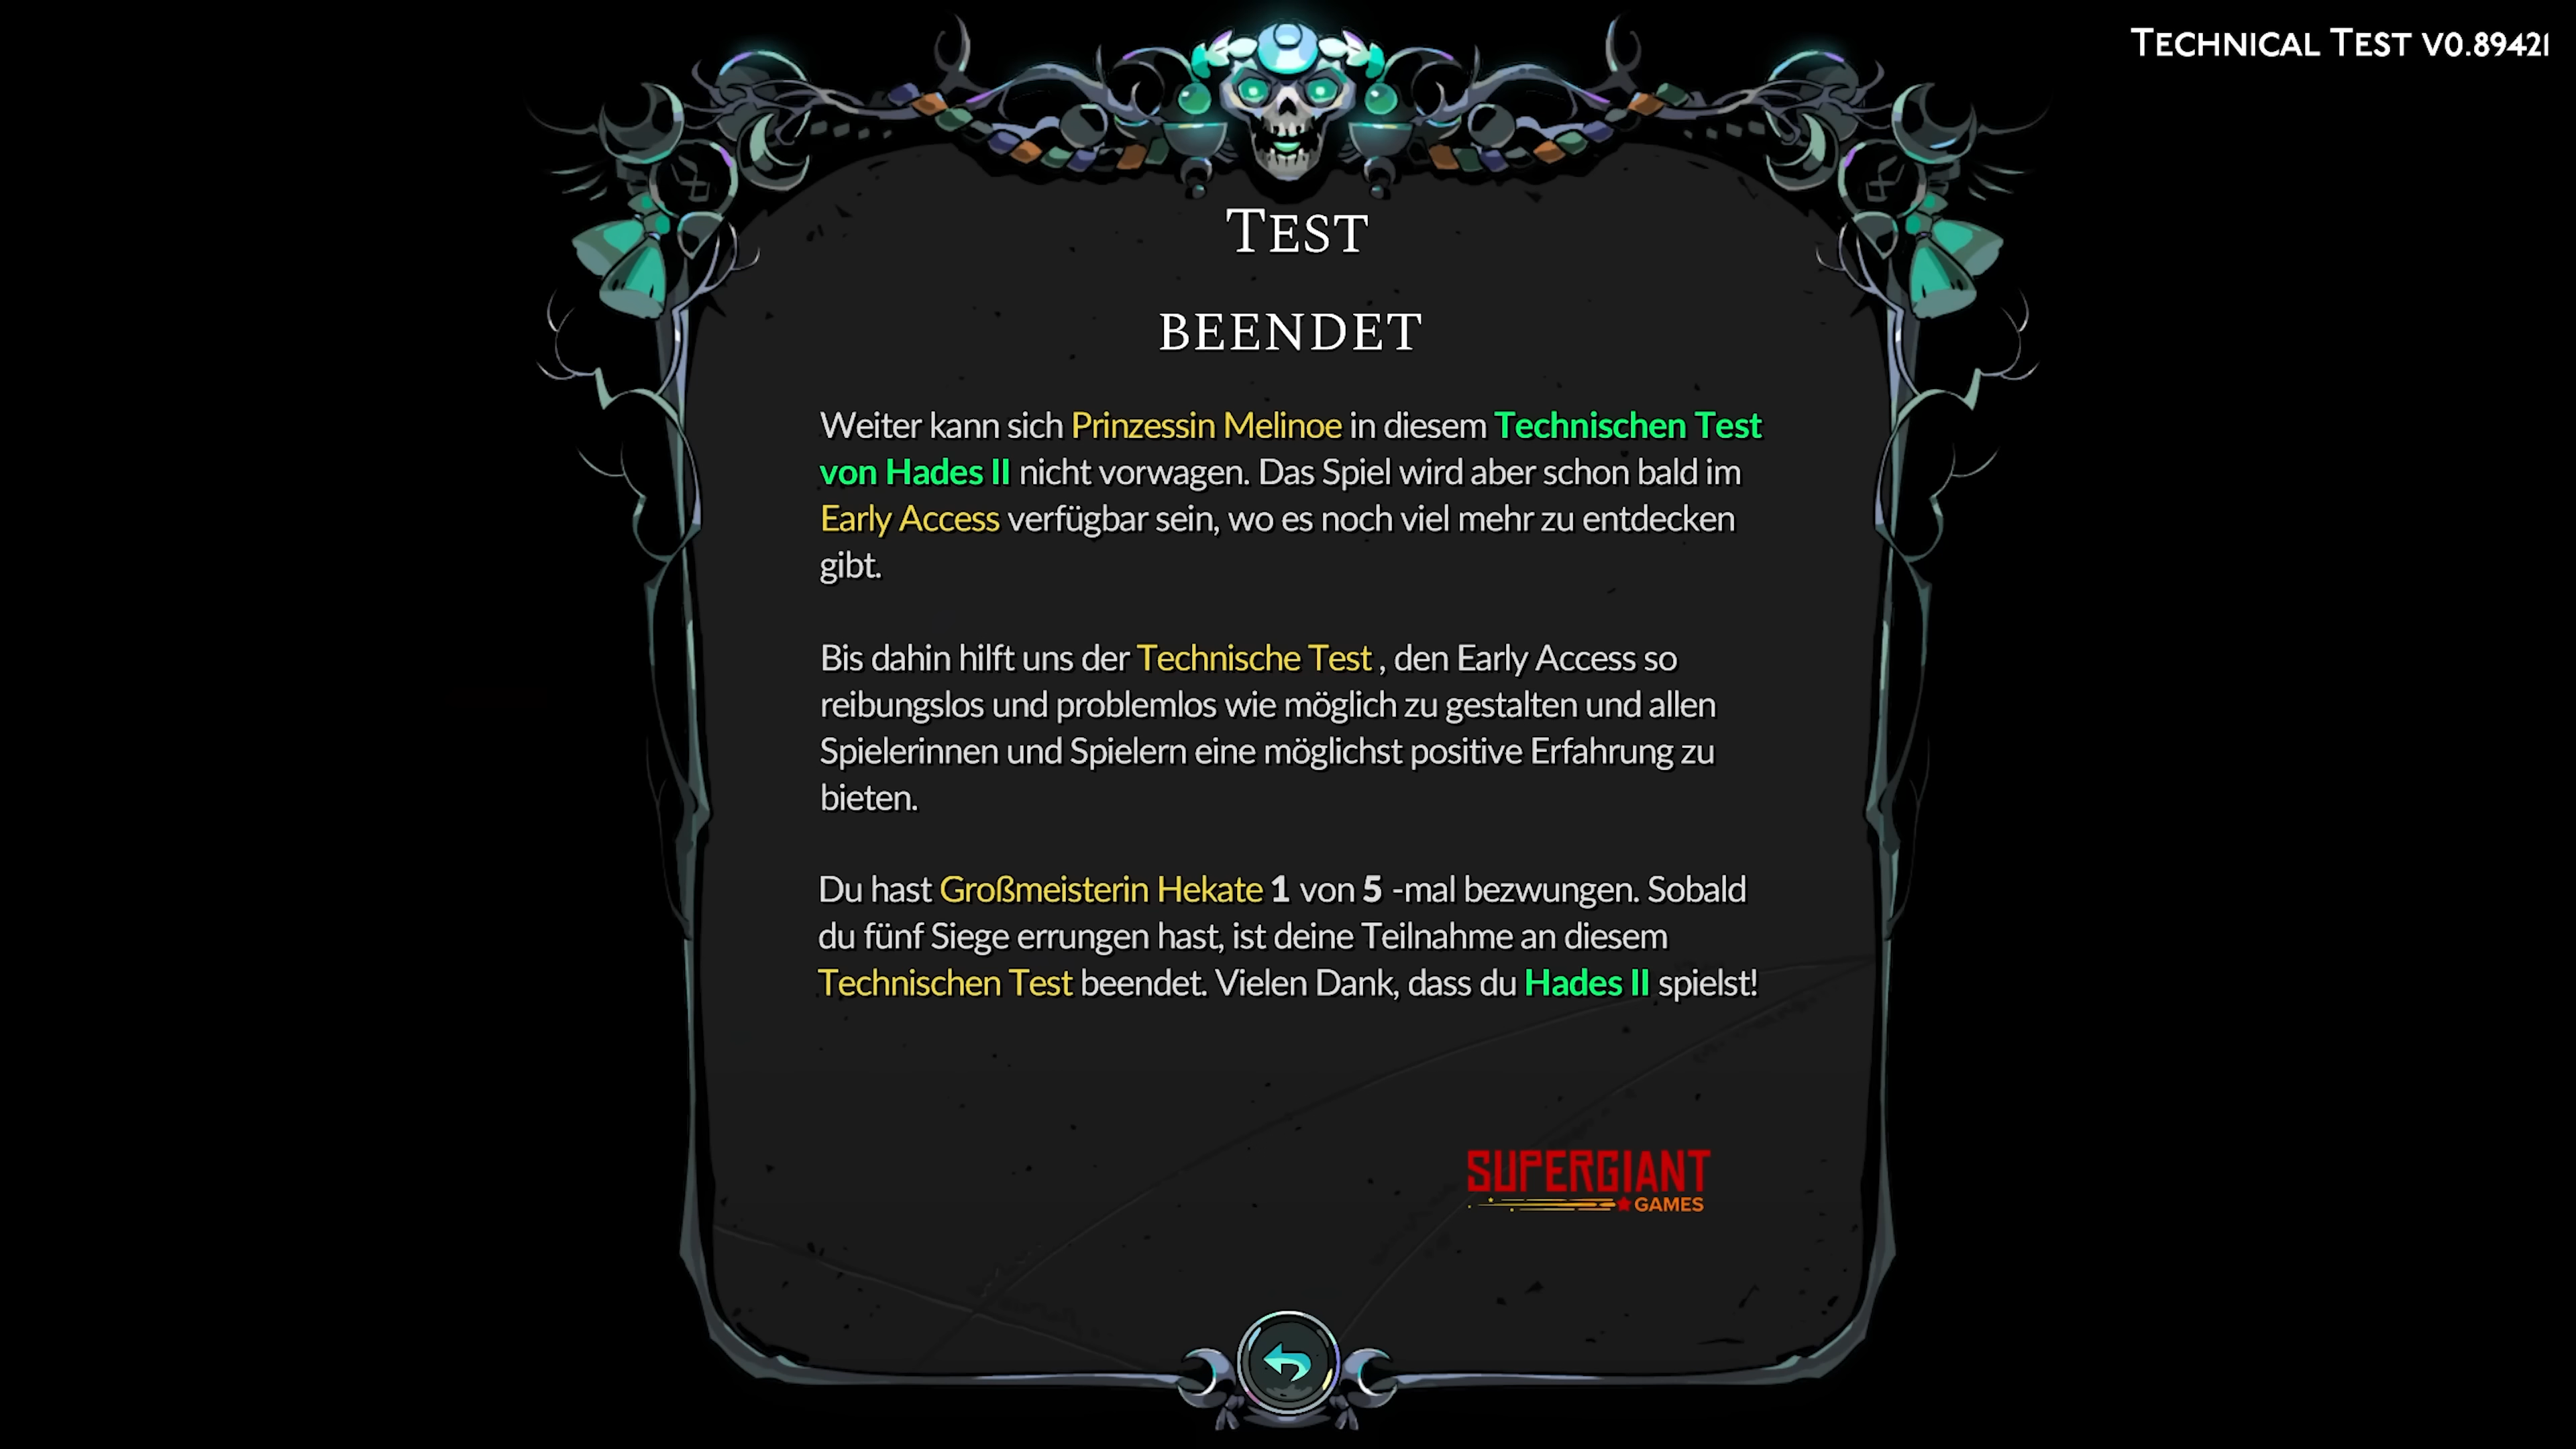 TECHNICAL TEST V0.89421
TEST
BEENDET
Weiter kann sich Prinzessin Melinoe in diesem Technischen Test
von Hades II nicht vorwagen. Das Spiel wird aber schon bald im
Early Access verfügbar sein, wo es noch viel mehr zu entdecken
gibt.
Bis dahin hilft uns der Technische Test , den Early Access so
reibungslos und problemlos wie möglich zu gestalten und allen
Spielerinnen und Spielern eine möglichst positive Erfahrung zu
bieten.
Du hast Großmeisterin Hekate 1 von 5 -mal bezwungen. Sobald
du fünf Siege errungen hast, ist deine Teilnahme an diesem
Technischen Test beendet. Vielen Dank, dass du Hades II spielst!
SUPERGIANT
GAMES